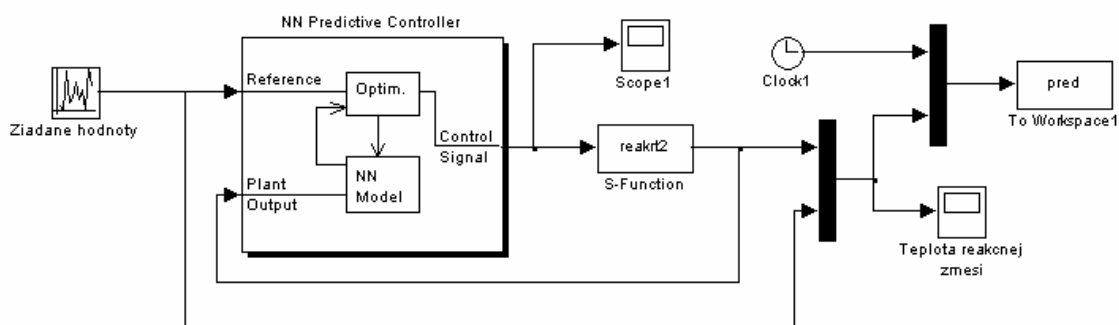 NN Predictive Controller
Reference
Optim.
Control
Signal
Plant
Output
NN
Model
Ziadane hodnoty
Scope1
Clock1
pred
To Workspace1
reakrt2
S-Function
Teplota reakcnej
zmesi